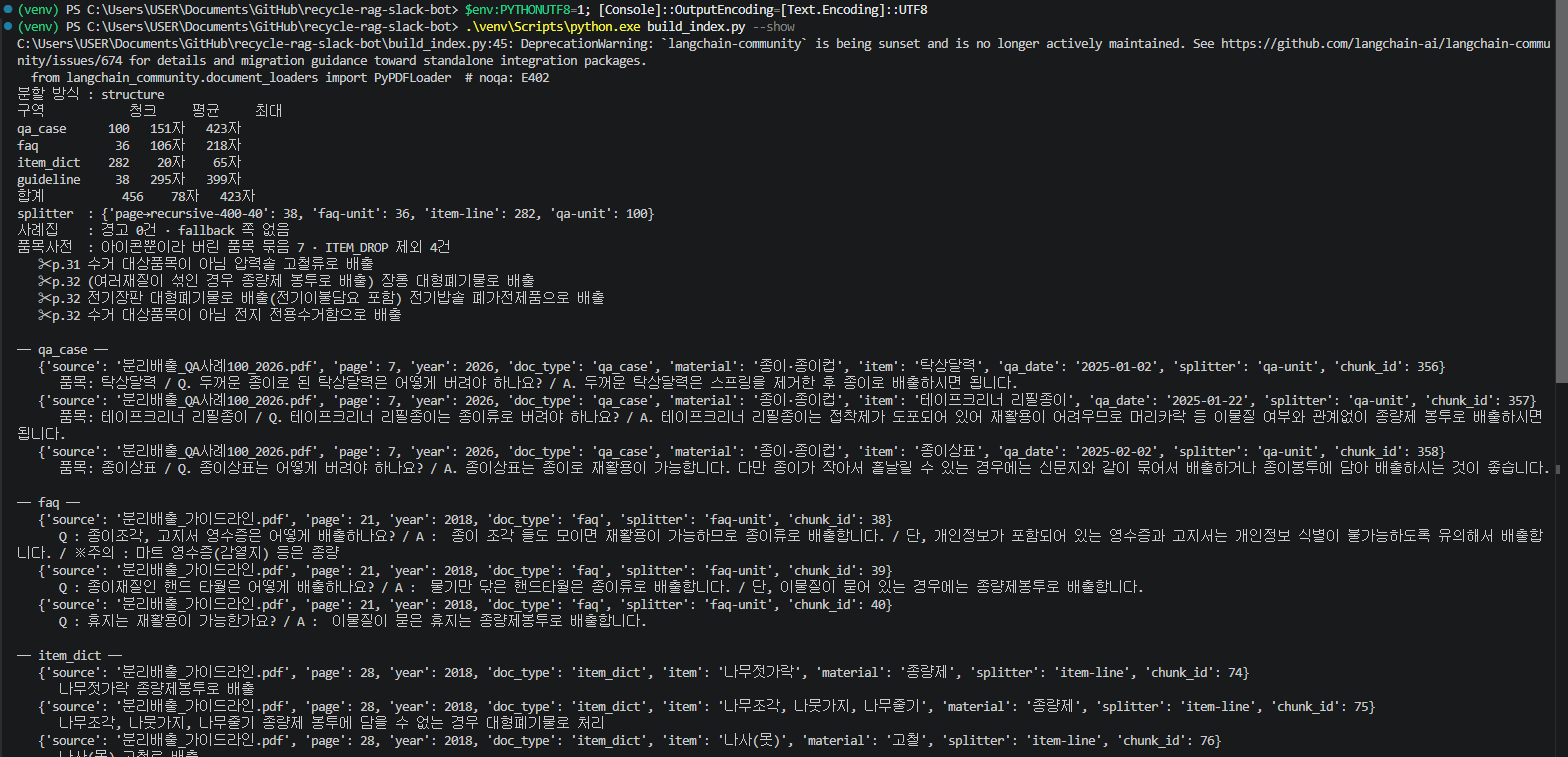 (venv) PS C:\Users\USER\Documents\GitHub\recycle-rag-slack-bot> $env:PYTHONUTF8=1; [Console]::OutputEncoding=[Text.Encoding]::UTF8
(venv) PS C:\Users\USER\Documents\GitHub\recycle-rag-slack-bot> .\venv\Scripts\python.exe build_index.py --show
C:\Users\USER\Documents\GitHub\recycle-rag-slack-bot\build_index.py:45: DeprecationWarning: `langchain-community` is being sunset and is no longer actively maintained. See https://github.com/langchain-ai/langchain-commu
nity/issues/674 for details and migration guidance toward standalone integration packages.
  from langchain_community.document_loaders import PyPDFLoader  # noqa: E402
분할 방식 : structure
구역 청크 평균 최대
qa_case 100 151자 423자
faq 36 106자 218자
item_dict 282 20자 65자
guideline 38 295자 399자
합계 456 78자 423자
splitter : {'page→recursive-400-40': 38, 'faq-unit': 36, 'item-line': 282, 'qa-unit': 100}
사례집 : 경고 0건 · fallback 쪽 없음
품목사전 : 아이콘뿐이라 버린 품목 묶음 7 · ITEM_DROP 제외 4건
✂p.31 수거 대상품목이 아님 압력솥 고철류로 배출
✂p.32 (여러재질이 섞인 경우 종량제 봉투로 배출) 장통 대형폐기물로 배출
✂p.32 전기장판 대형폐기물로 배출(전기이불담요 포함) 전기밥솥 폐가전제품으로 배출
✂p.32 수거 대상품목이 아님 전지 전용수거함으로 배출
── qa_case ──
{'source': '분리배출_QA사례100_2026.pdf', 'page': 7, 'year': 2026, 'doc_type': 'qa_case', 'material': '종이·종이컵', 'item': '탁상달력', 'qa_date': '2025-01-02', 'splitter': 'qa-unit', 'chunk_id': 356}
품목: 탁상달력 / Q. 두꺼운 종이로 된 탁상달력은 어떻게 버려야 하나요? / A. 두꺼운 탁상달력은 스프링을 제거한 후 종이로 배출하시면 됩니다.
{'source': '분리배출_QA사례100_2026.pdf', 'page': 7, 'year': 2026, 'doc_type': 'qa_case', 'material': '종이·종이컵', 'item': '테이프크리너 리필종이', 'qa_date': '2025-01-22', 'splitter': 'qa-unit', 'chunk_id': 357}
품목: 테이프크리너 리필종이 / Q. 테이프크리너 리필종이는 종이류로 버려야 하나요? / A. 테이프크리너 리필종이는 접착제가 도포되어 있어 재활용이 어려우므로 머리카락 등 이물질 여부와 관계없이 종량제 봉투로 배출하시면
됩니다.
{'source': '분리배출_QA사례100_2026.pdf', 'page': 7, 'year': 2026, 'doc_type': 'qa_case', 'material': '종이·종이컵', 'item': '종이상표', 'qa_date': '2025-02-02', 'splitter': 'qa-unit', 'chunk_id': 358}
품목: 종이상표 / Q. 종이상표는 어떻게 버려야 하나요? / A. 종이상표는 종이로 재활용이 가능합니다. 다만 종이가 작아서 흩날릴 수 있는 경우에는 신문지와 같이 묶어서 배출하거나 종이봉투에 담아 배출하시는 것이 좋습니다.
── faq ──
{'source': '분리배출_가이드라인.pdf', 'page': 21, 'year': 2018, 'doc_type': 'faq', 'splitter': 'faq-unit', 'chunk_id': 38}
Q : 종이조각, 고지서 영수증은 어떻게 배출하나요? / A :  종이 조각 들도 모이면 재활용이 가능하므로 종이류로 배출합니다. / 단, 개인정보가 포함되어 있는 영수증과 고지서는 개인정보 식별이 불가능하도록 유의해서 배출합
니다. / ※주의 : 마트 영수증(감열지) 등은 종량
{'source': '분리배출_가이드라인.pdf', 'page': 21, 'year': 2018, 'doc_type': 'faq', 'splitter': 'faq-unit', 'chunk_id': 39}
Q : 종이재질인 핸드 타월은 어떻게 배출하나요? / A :  물기만 닦은 핸드타월은 종이류로 배출합니다. / 단, 이물질이 묻어 있는 경우에는 종량제봉투로 배출합니다.
{'source': '분리배출_가이드라인.pdf', 'page': 21, 'year': 2018, 'doc_type': 'faq', 'splitter': 'faq-unit', 'chunk_id': 40}
Q : 휴지는 재활용이 가능한가요? / A :  이물질이 묻은 휴지는 종량제봉투로 배출합니다.
── item_dict ──
{'source': '분리배출_가이드라인.pdf', 'page': 28, 'year': 2018, 'doc_type': 'item_dict', 'item': '나무젓가락', 'material': '종량제', 'splitter': 'item-line', 'chunk_id': 74}
나무젓가락 종량제봉투로 배출
{'source': '분리배출_가이드라인.pdf', 'page': 28, 'year': 2018, 'doc_type': 'item_dict', 'item': '나무조각, 나뭇가지, 나무줄기', 'material': '종량제', 'splitter': 'item-line', 'chunk_id': 75}
나무조각, 나뭇가지, 나무줄기 종량제 봉투에 담을 수 없는 경우 대형폐기물로 처리
{'source': '분리배출_가이드라인.pdf', 'page': 28, 'year': 2018, 'doc_type': 'item_dict', 'item': '나사(못)', 'material': '고철', 'splitter': 'item-line', 'chunk_id': 76}
나사(못) 고철로 배출